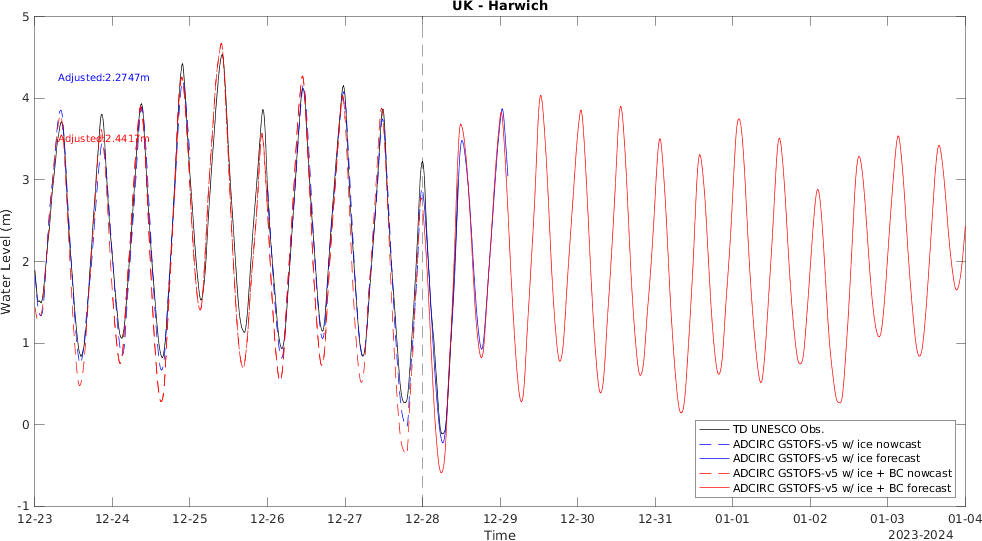 UK - Harwich
5
4
3
2
1
0
-1
Water Level (m)
Adjusted:2.2747m
Adjusted:2.4417m
TD UNESCO Obs.
ADCIRC GSTOFS-v5 w/ ice nowcast
ADCIRC GSTOFS-v5 w/ ice forecast
ADCIRC GSTOFS-v5 w/ ice + BC nowcast
ADCIRC GSTOFS-v5 w/ ice + BC forecast
12-23 12-24 12-25 12-26 12-27 12-28 12-29 12-30 12-31 01-01 01-02 01-03 01-04
Time
2023-2024